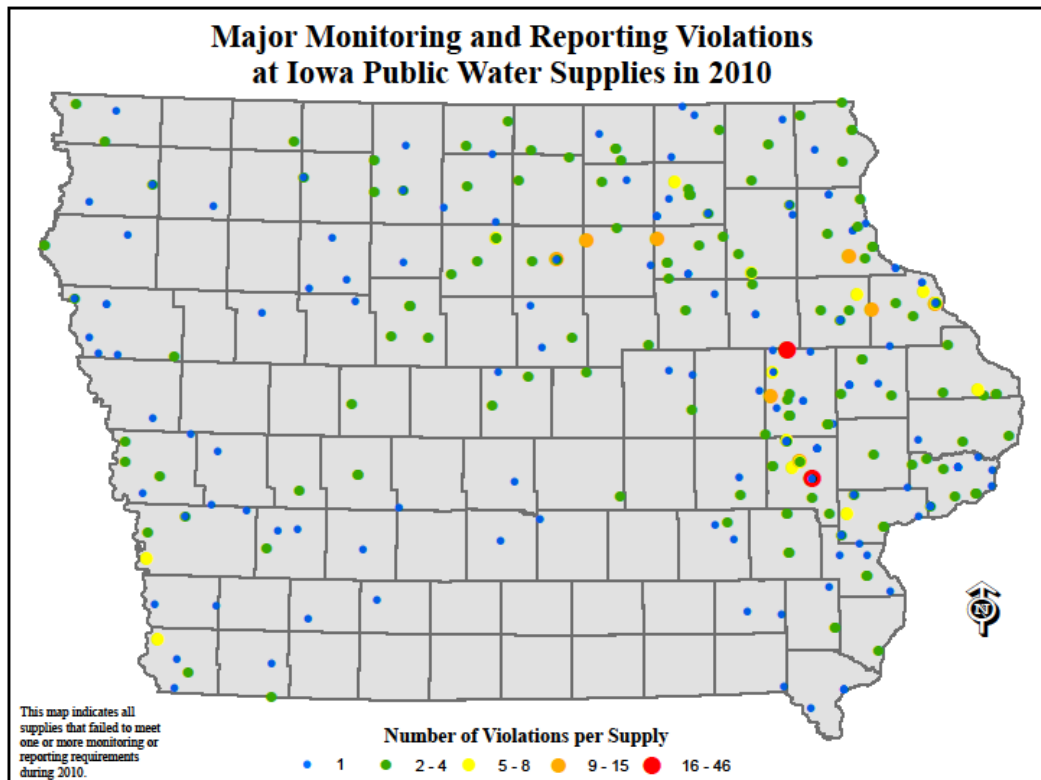 Major Monitoring and Reporting Violations
at Iowa Public Water Supplies in 2010
N
This map indicates all
supplies that failed to meet
one or more monitoring or
reporting requirements
during 2010.
Number of Violations per Supply
1 2 - 4 5 - 8 9 - 15 16 - 46